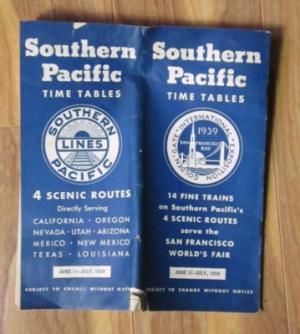 Southern
Pacific
TIME TABLES
SOUTHERN
LINES
PACIFIC
4 SCENIC ROUTES
Directly Serving
CALIFORNIA · OREGON
NEVADA · UTAH · ARIZONA
MEXICO · NEW MEXICO
TEXAS · LOUISIANA
JUNE 11-JULY, 1939
SUBJECT TO CHANGE WITHOUT NOTICE
Southern
Pacific
TIME TABLES
GOLDEN GATE INTERNATIONAL EXPOSITION
1939
SAN FRANCISCO
BAY
14 FINE TRAINS
on Southern Pacific's
4 SCENIC ROUTES
serve the
SAN FRANCISCO
WORLD'S FAIR
JULY, 1939
SUBJECT TO CHANGE WITHOUT NOTICE